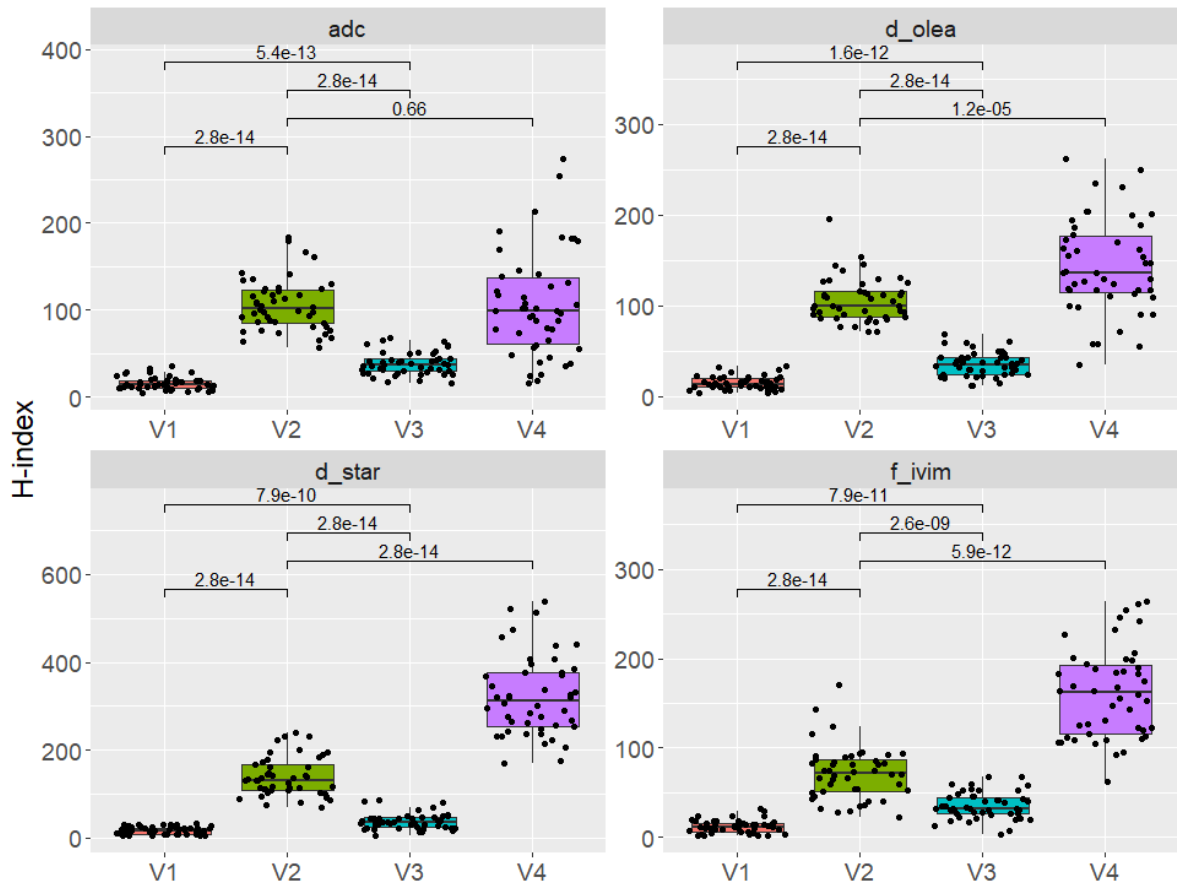 adc
400
300
200
100
0
5.4e-13
2.8e-14
0.66
2.8e-14
V1 V2 V3 V4
d_olea
300
200
100
0
1.6e-12
2.8e-14
1.2e-05
2.8e-14
V1 V2 V3 V4
H-index
d_star
600
400
200
0
7.9e-10
2.8e-14
2.8e-14
2.8e-14
V1 V2 V3 V4
f_ivim
300
200
100
0
7.9e-11
2.6e-09
5.9e-12
2.8e-14
V1 V2 V3 V4